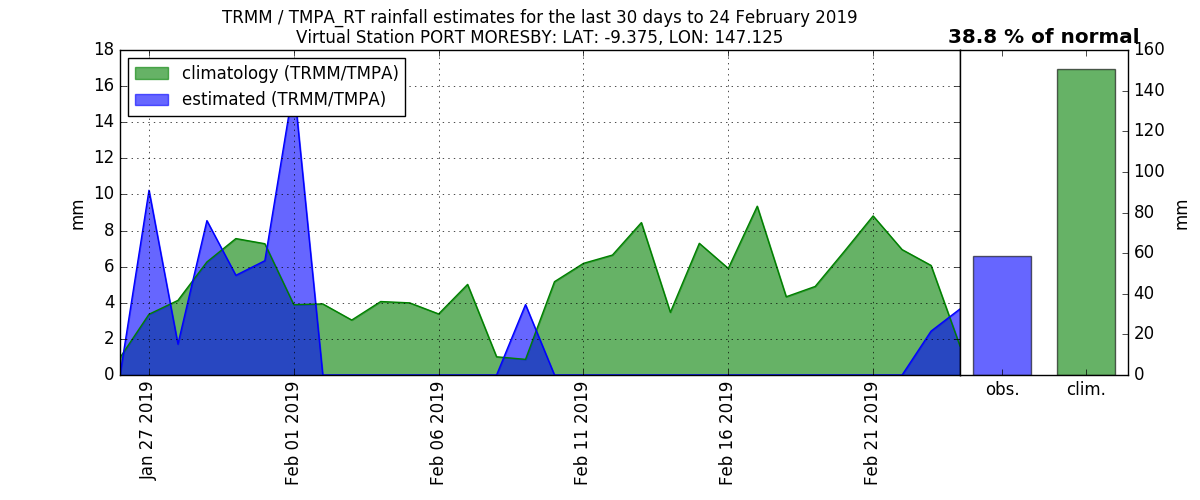 TRMM / TMPA_RT rainfall estimates for the last 30 days to 24 February 2019
Virtual Station PORT MORESBY: LAT: -9.375, LON: 147.125
38.8 % of normal
climatology (TRMM/TMPA)
estimated (TRMM/TMPA)
18
16
14
12
10
8
6
4
2
0
mm
Jan 27 2019
Feb 01 2019
Feb 06 2019
Feb 11 2019
Feb 16 2019
Feb 21 2019
obs.
clim.
160
140
120
100
80
60
40
20
0
mm